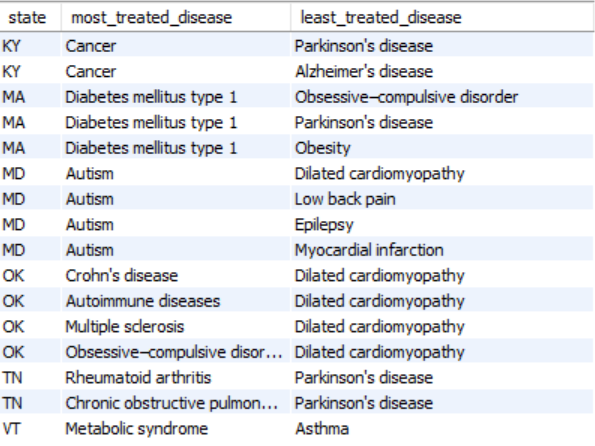 state most_treated_disease least_treated_disease
KY Cancer Parkinson's disease
KY Cancer Alzheimer's disease
MA Diabetes mellitus type 1 Obsessive–compulsive disorder
MA Diabetes mellitus type 1 Parkinson's disease
MA Diabetes mellitus type 1 Obesity
MD Autism Dilated cardiomyopathy
MD Autism Low back pain
MD Autism Epilepsy
MD Autism Myocardial infarction
OK Crohn's disease Dilated cardiomyopathy
OK Autoimmune diseases Dilated cardiomyopathy
OK Multiple sclerosis Dilated cardiomyopathy
OK Obsessive–compulsive disor... Dilated cardiomyopathy
TN Rheumatoid arthritis Parkinson's disease
TN Chronic obstructive pulmon... Parkinson's disease
VT Metabolic syndrome Asthma